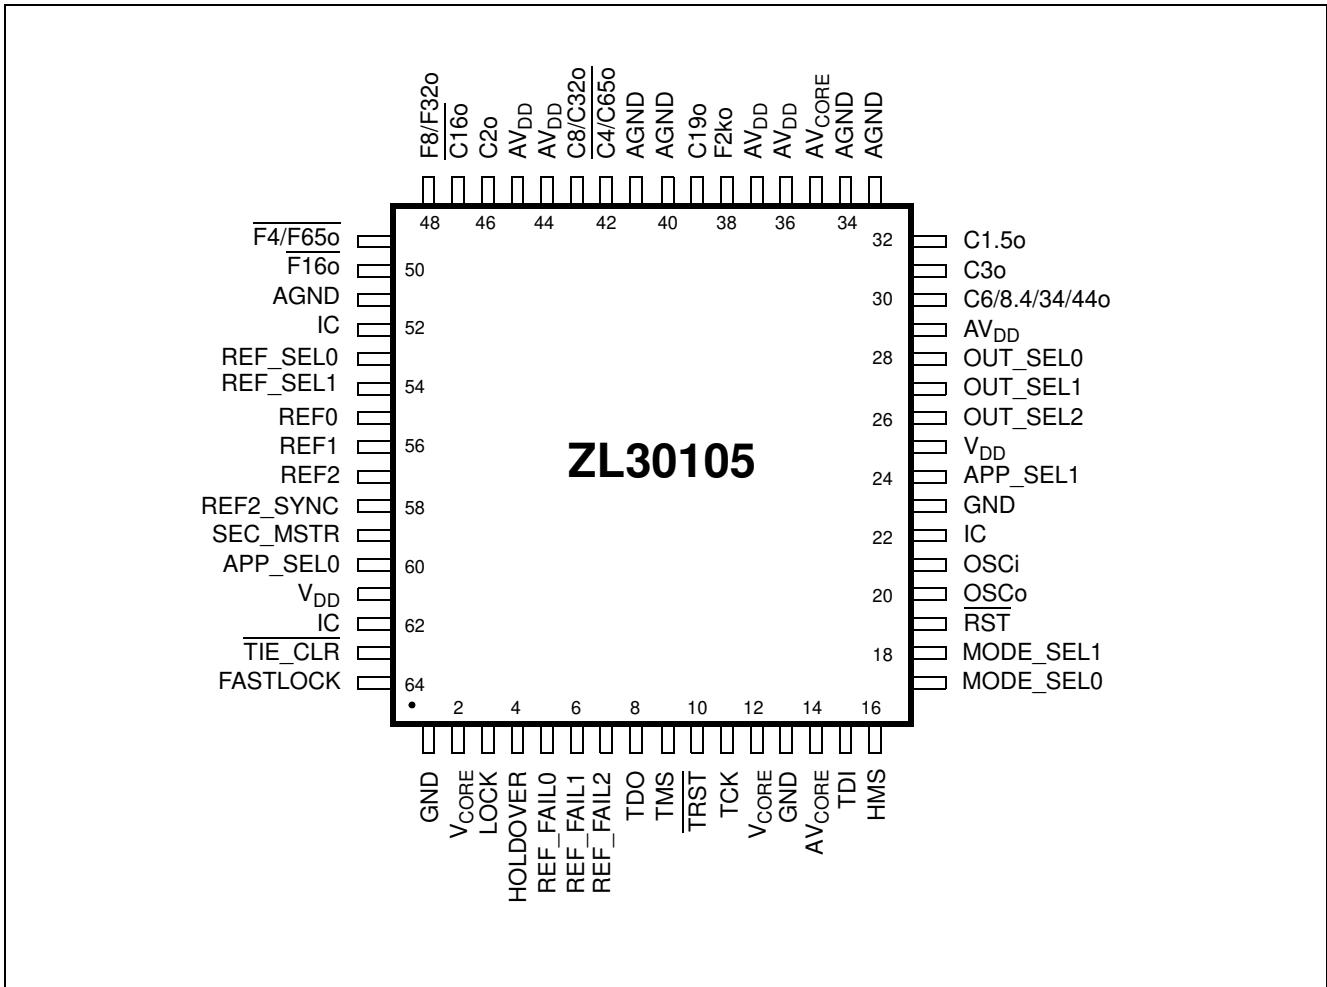 F8/F32o
C16o
C2o
AVDD
AVDD
C8/C32o
C4/C65o
AGND
AGND
C19o
F2ko
AVDD
AVDD
AVCORE
AGND
AGND
48 46 44 42 40 38 36 34
F4/F65o
F16o 50
AGND
IC 52
REF_SEL0
REF_SEL1 54
REF0
REF1 56
REF2
REF2_SYNC 58
SEC_MSTR
APP_SEL0 60
VDD
IC 62
TIE_CLR
FASTLOCK 64
ZL30105
32 C1.5o
C3o
30 C6/8.4/34/44o
AVDD
28 OUT_SEL0
OUT_SEL1
26 OUT_SEL2
VDD
24 APP_SEL1
GND
22 IC
OSCi
20 OSCo
RST
18 MODE_SEL1
MODE_SEL0
2 4 6 8 10 12 14 16
GND
VCORE
LOCK
HOLDOVER
REF_FAIL0
REF_FAIL1
REF_FAIL2
TDO
TMS
TRST
TCK
VCORE
GND
AVCORE
TDI
HMS